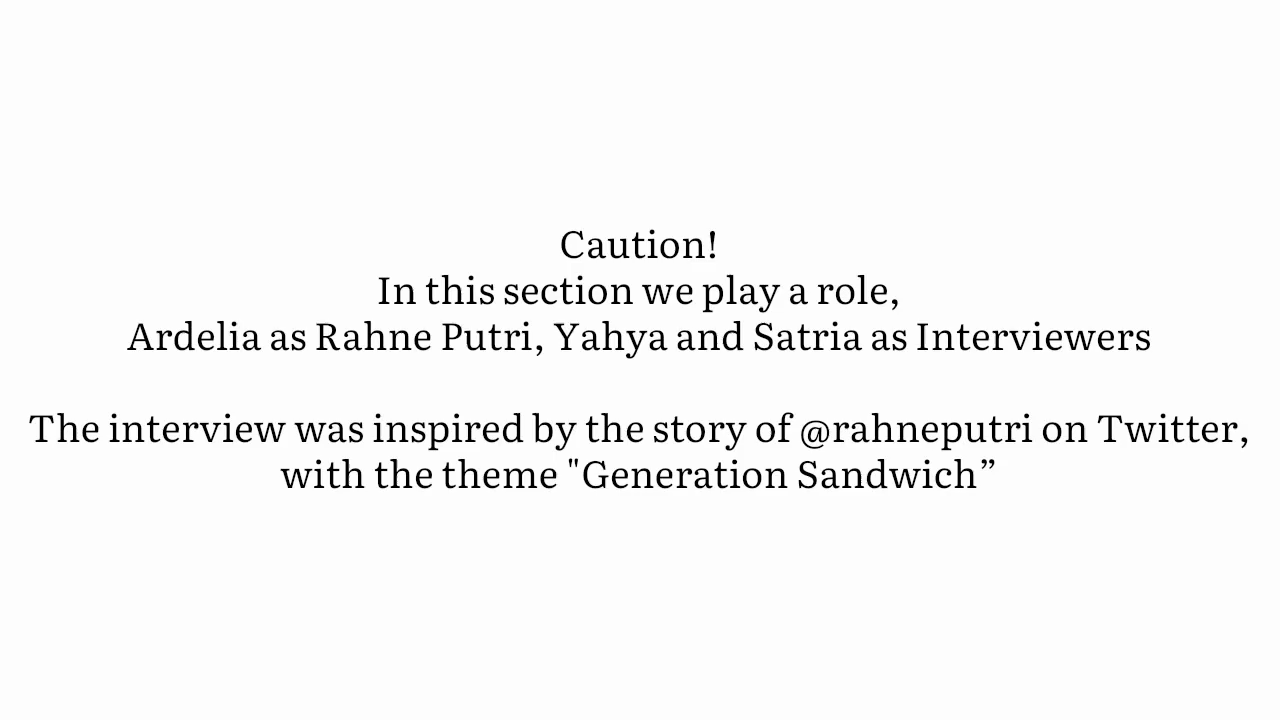 Caution!
In this section we play a role,
Ardelia as Rahne Putri, Yahya and Satria as Interviewers
The interview was inspired by the story of @rahneputri on Twitter,
with the theme "Generation Sandwich”